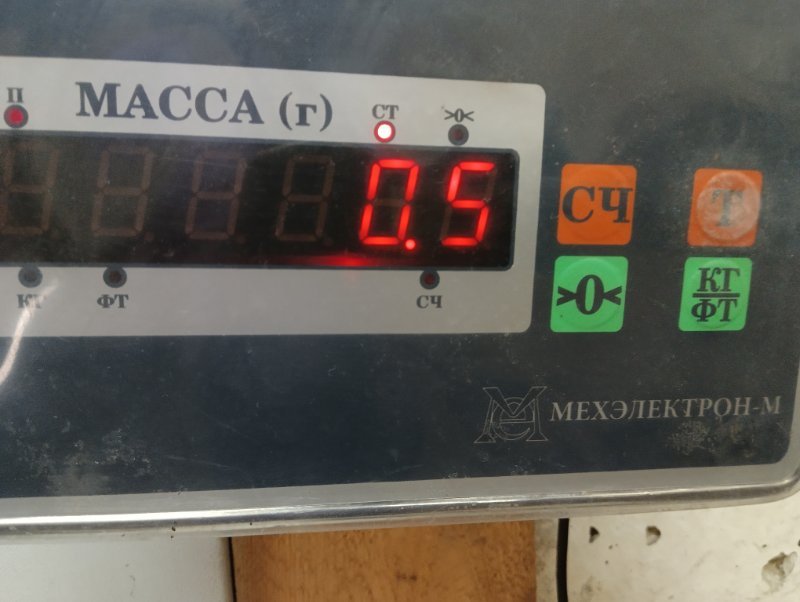 П
МАССА (г)
СТ
>0<
0.5
КГ
ФТ
СЧ
СЧ
Т
>0<
КГ
ФТ
МЕХЭЛЕКТРОН-М